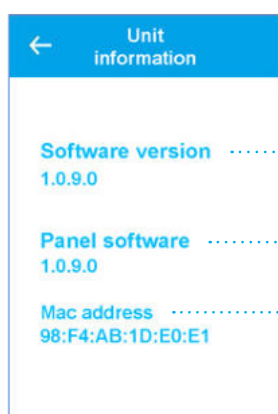 Unit
information
Software version
1.0.9.0
Panel software
1.0.9.0
Mac address
98:F4:AB:1D:E0:E1